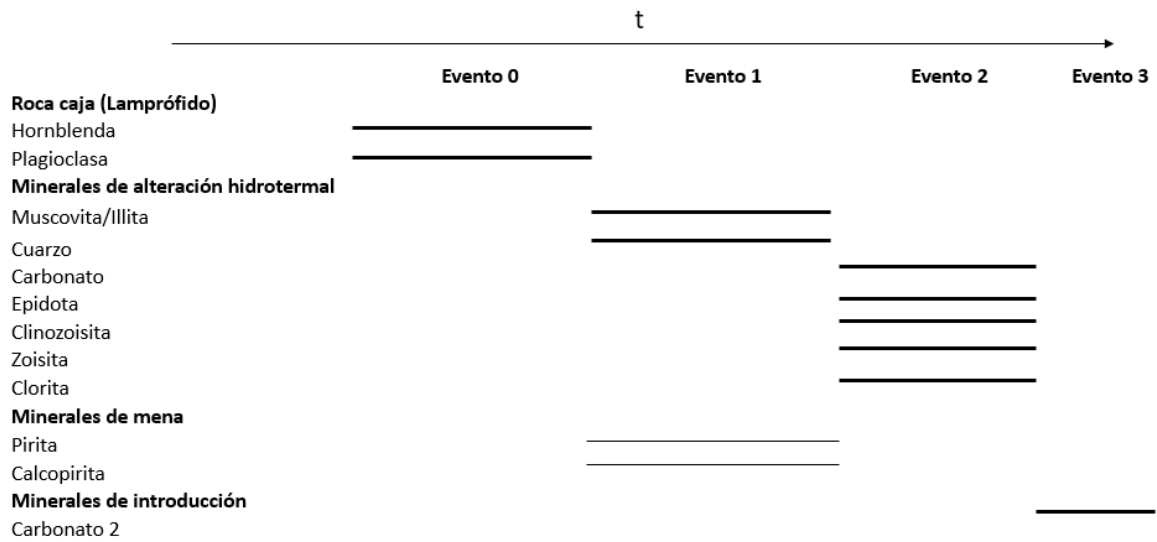 t
Evento 0 Evento 1 Evento 2 Evento 3
Roca caja (Lamprófido)
Hornblenda
Plagioclasa
Minerales de alteración hidrotermal
Muscovita/Illita
Cuarzo
Carbonato
Epidota
Clinozoisita
Zoisita
Clorita
Minerales de mena
Pirita
Calcopirita
Minerales de introducción
Carbonato 2